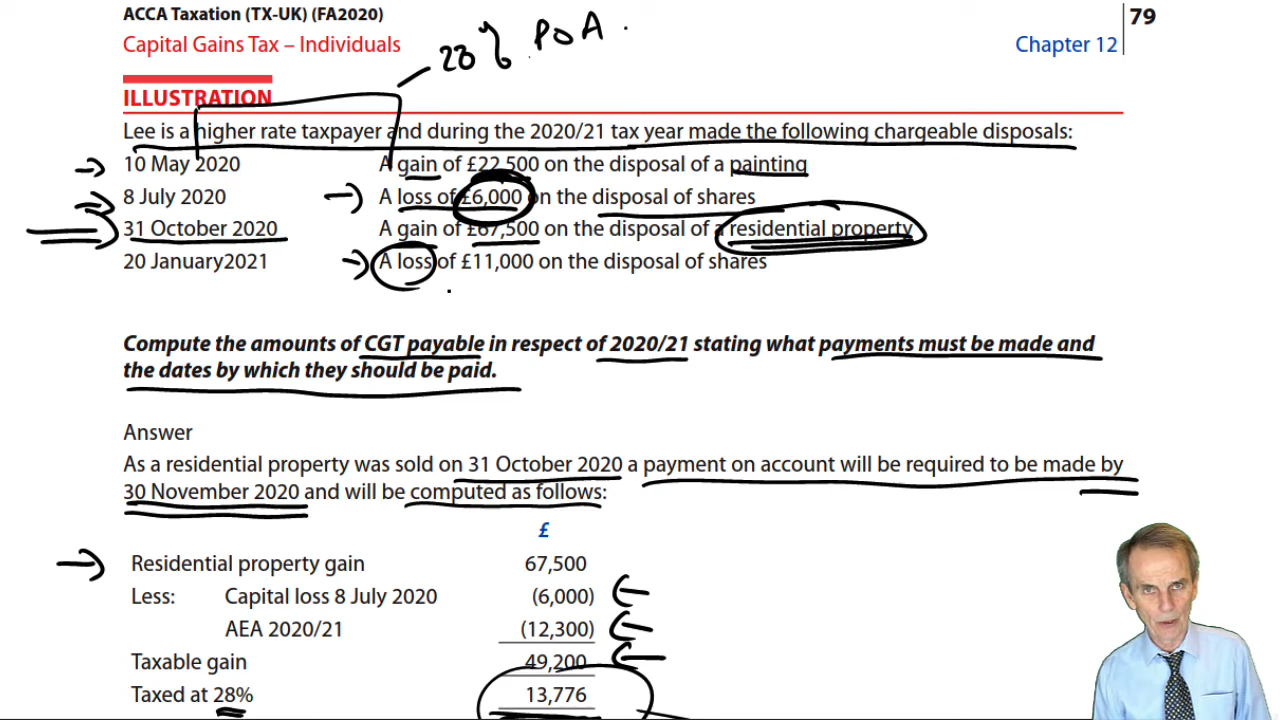 ACCA Taxation (TX-UK) (FA2020)
79
Capital Gains Tax – Individuals
28% POA.
Chapter 12
ILLUSTRATION
Lee is a higher rate taxpayer and during the 2020/21 tax year made the following chargeable disposals:
10 May 2020 A gain of £22,500 on the disposal of a painting
8 July 2020 A loss of £6,000 on the disposal of shares
31 October 2020 A gain of £67,500 on the disposal of a residential property
20 January2021 A loss of £11,000 on the disposal of shares
Compute the amounts of CGT payable in respect of 2020/21 stating what payments must be made and
the dates by which they should be paid.
Answer
As a residential property was sold on 31 October 2020 a payment on account will be required to be made by
30 November 2020 and will be computed as follows:
£
Residential property gain 67,500
Less: Capital loss 8 July 2020 (6,000)
AEA 2020/21 (12,300)
Taxable gain 49,200
Taxed at 28% 13,776